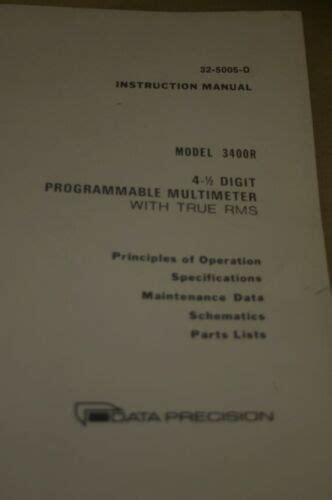 32-5005-D
INSTRUCTION MANUAL
MODEL 3400R
4-½ DIGIT
PROGRAMMABLE MULTIMETER
WITH TRUE RMS
Principles of Operation
Specifications
Maintenance Data
Schematics
Parts Lists
DATA PRECISION